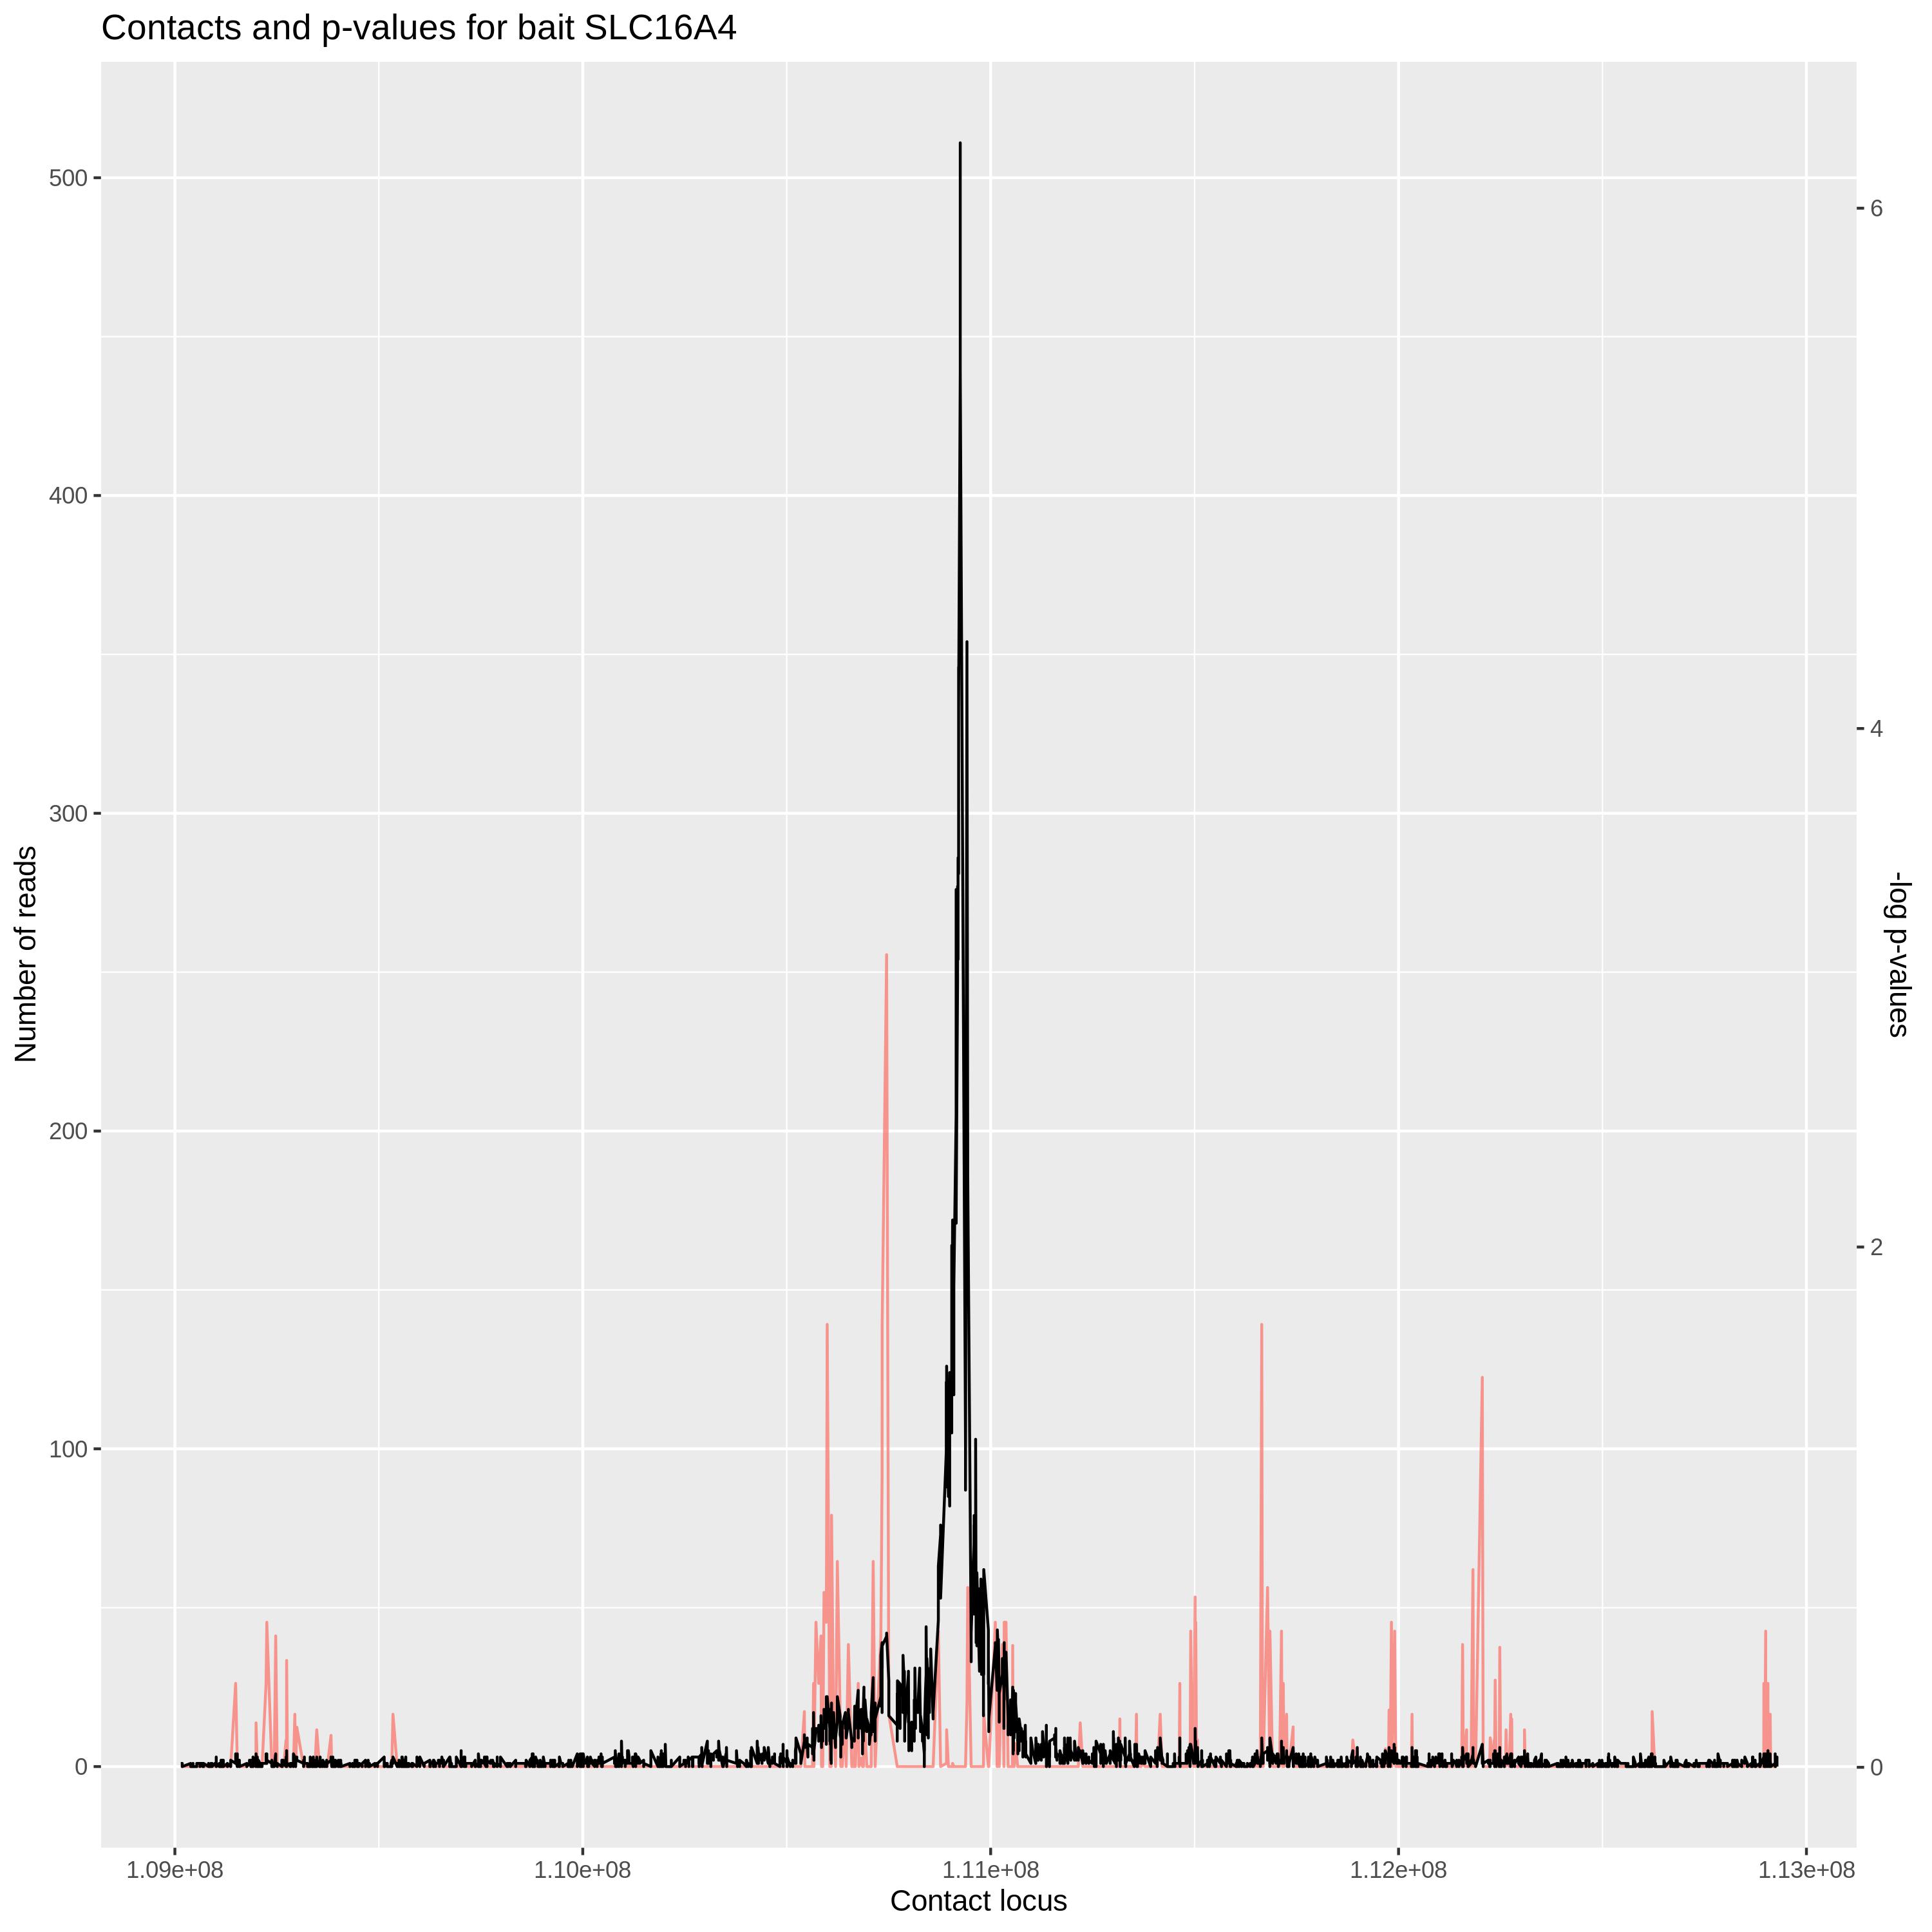 Contacts and p-values for bait SLC16A4
500
400
300
200
100
0
Number of reads
6
4
2
0
-log p-values
1.09e+08
1.10e+08
1.11e+08
1.12e+08
1.13e+08
Contact locus